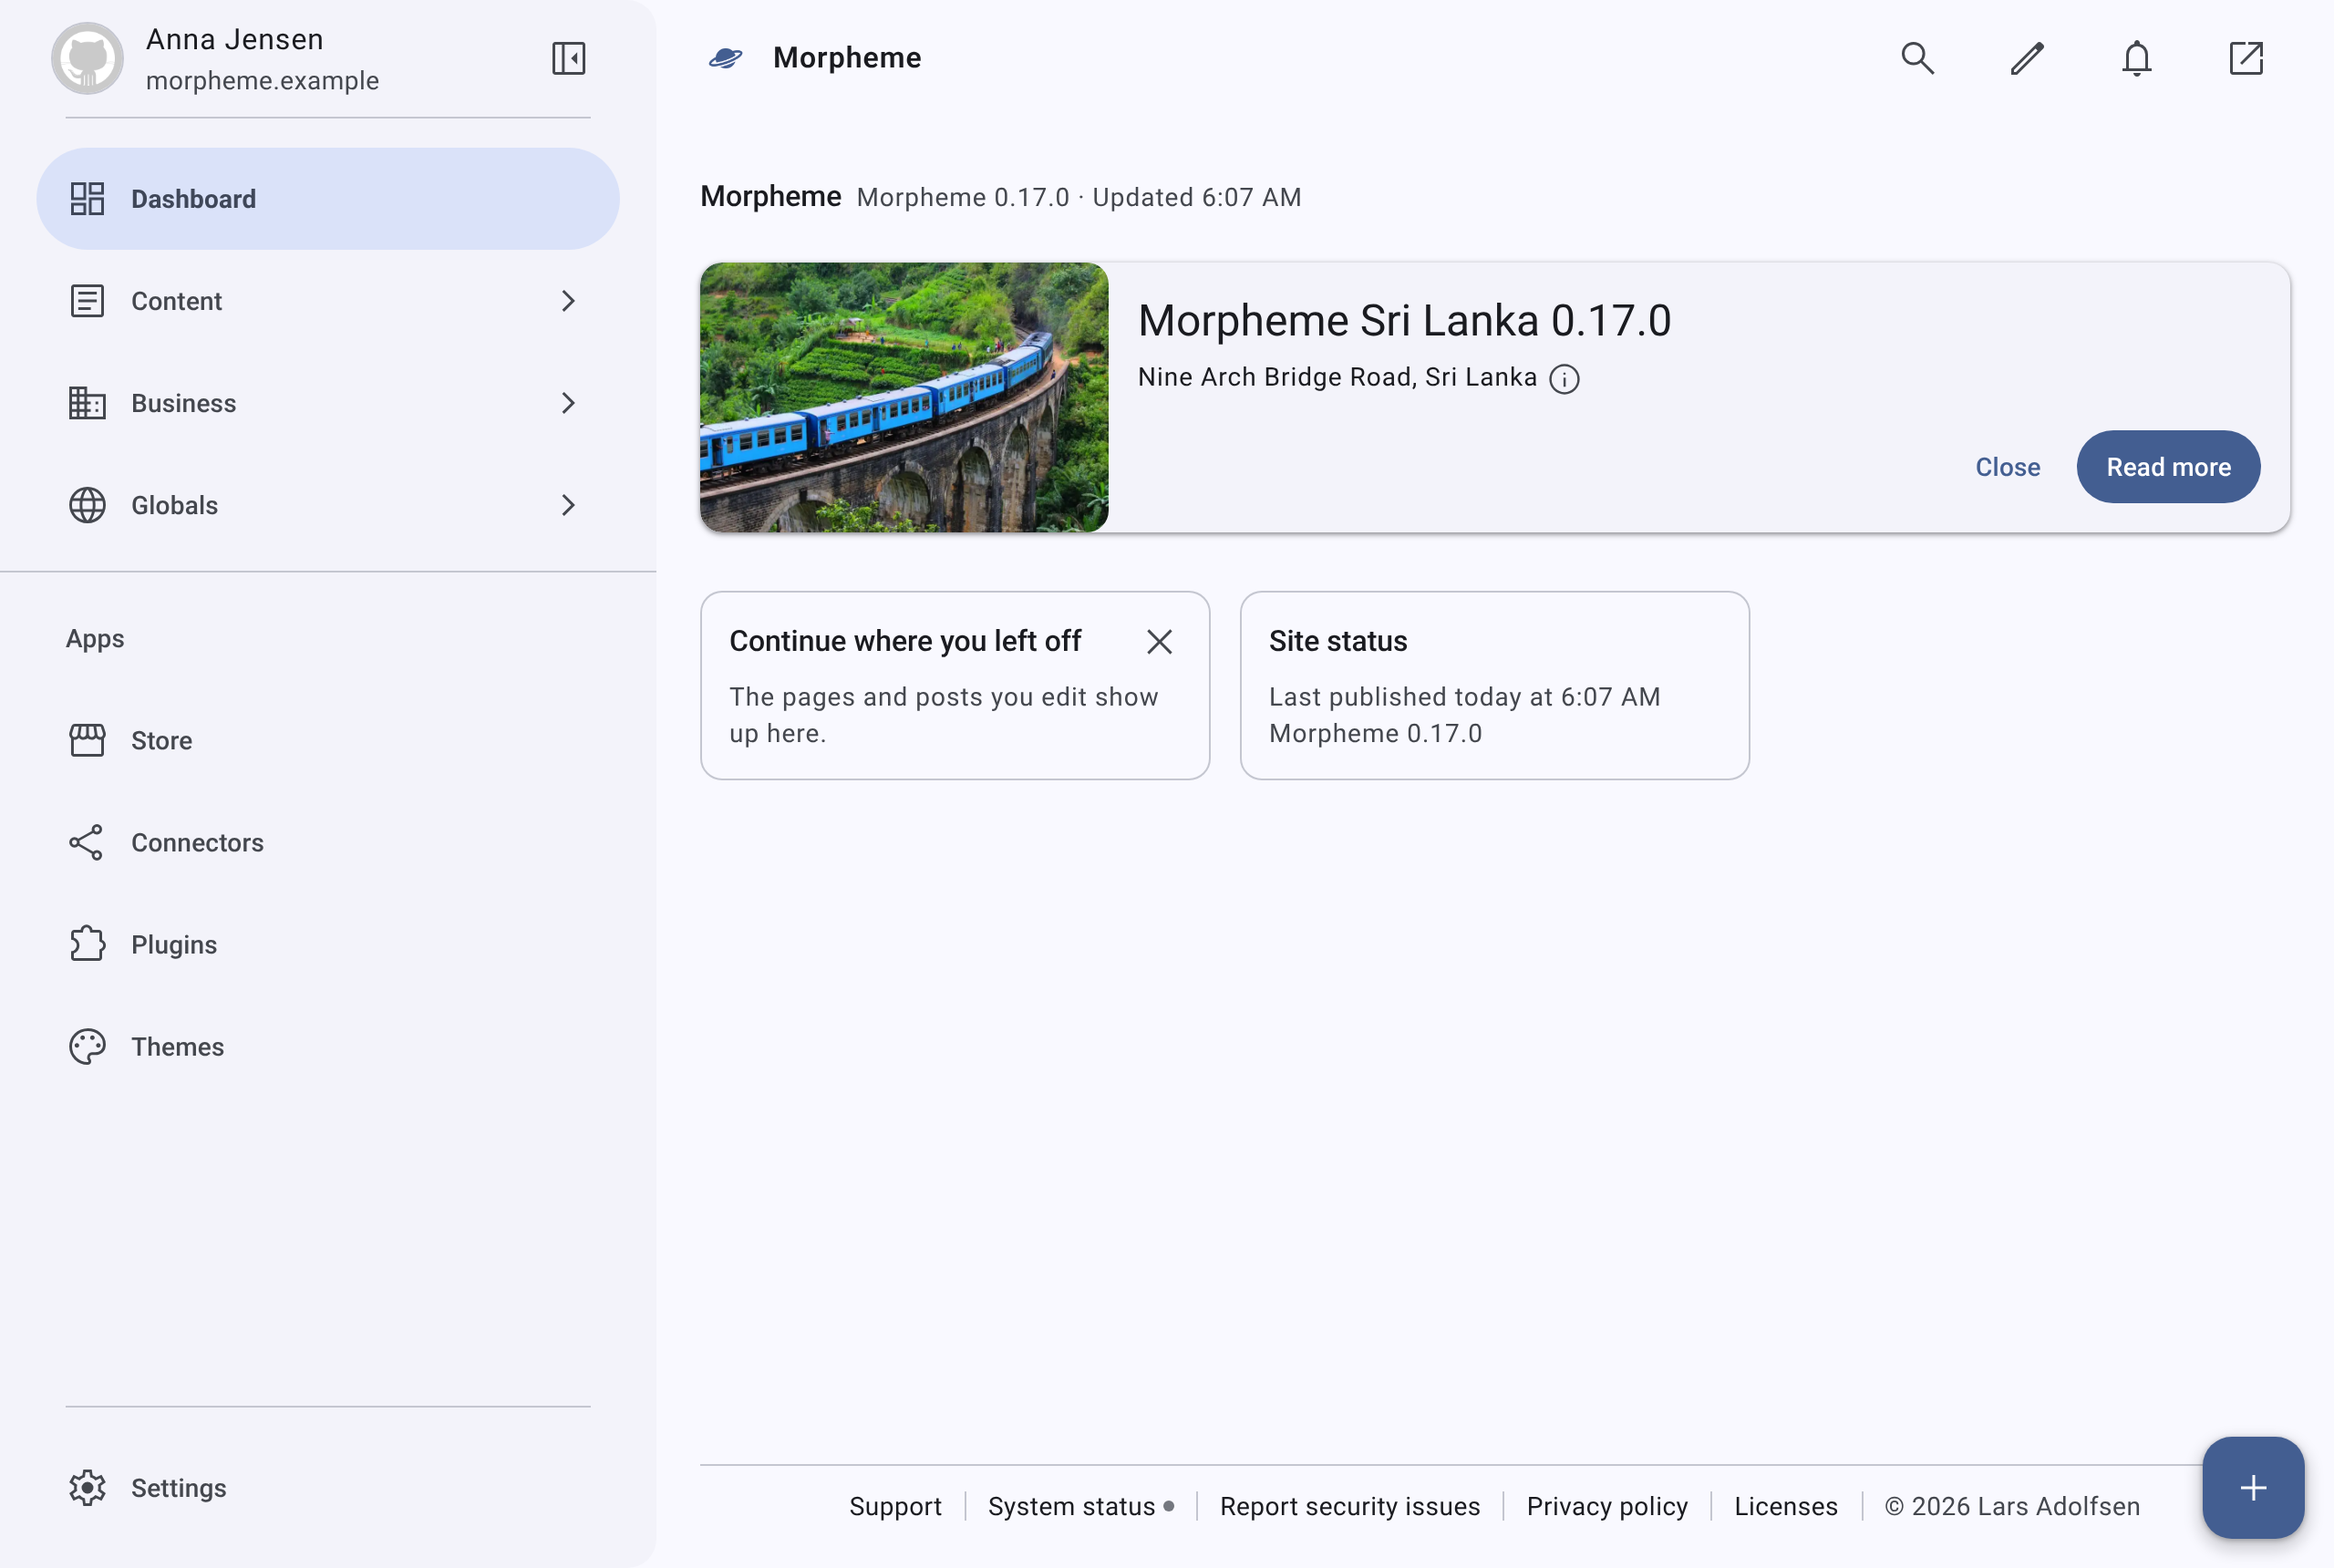 Anna Jensen
morpheme.example
Dashboard
Content
Business
Globals
Apps
Store
Connectors
Plugins
Themes
Settings
Morpheme
Morpheme Morpheme 0.17.0 · Updated 6:07 AM
Morpheme Sri Lanka 0.17.0
Nine Arch Bridge Road, Sri Lanka
Close Read more
Continue where you left off
The pages and posts you edit show
up here.
Site status
Last published today at 6:07 AM
Morpheme 0.17.0
Support System status Report security issues Privacy policy Licenses © 2026 Lars Adolfsen